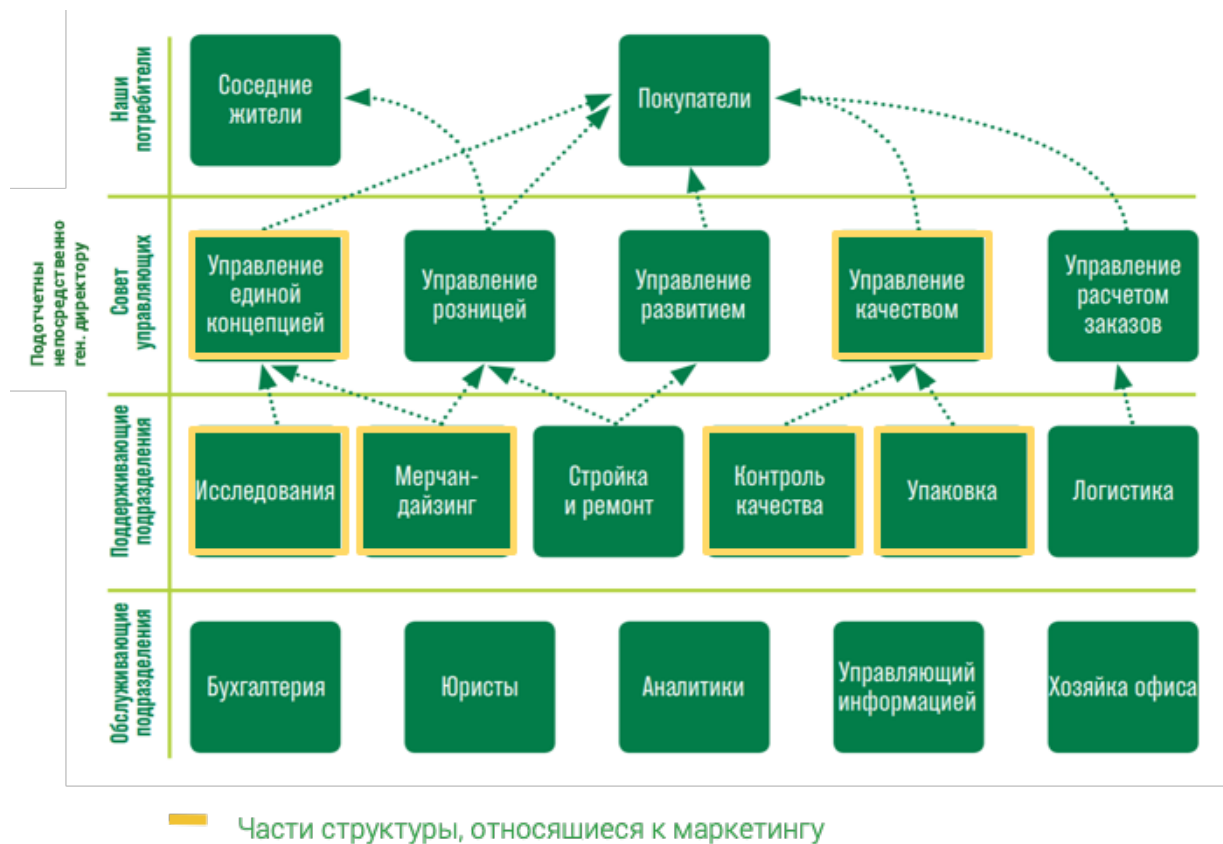 Наши
потребители
Соседние
жители
Покупатели
Подотчетны
непосредственно
ген. директору
Совет
управляющих
Управление
единой
концепцией
Управление
розницей
Управление
развитием
Управление
качеством
Управление
расчетом
заказов
Поддерживающие
подразделения
Исследования
Мерчан-
дайзинг
Стройка
и ремонт
Контроль
качества
Упаковка
Логистика
Обслуживающие
подразделения
Бухгалтерия
Юристы
Аналитики
Управляющий
информацией
Хозяйка офиса
Части структуры, относяшиеся к маркетингу